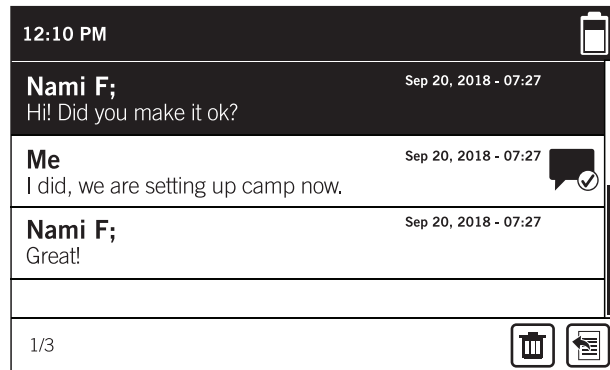 12:10 PM
Nami F; Sep 20, 2018 - 07:27
Hi! Did you make it ok?
Me Sep 20, 2018 - 07:27
I did, we are setting up camp now.
Nami F; Sep 20, 2018 - 07:27
Great!
1/3